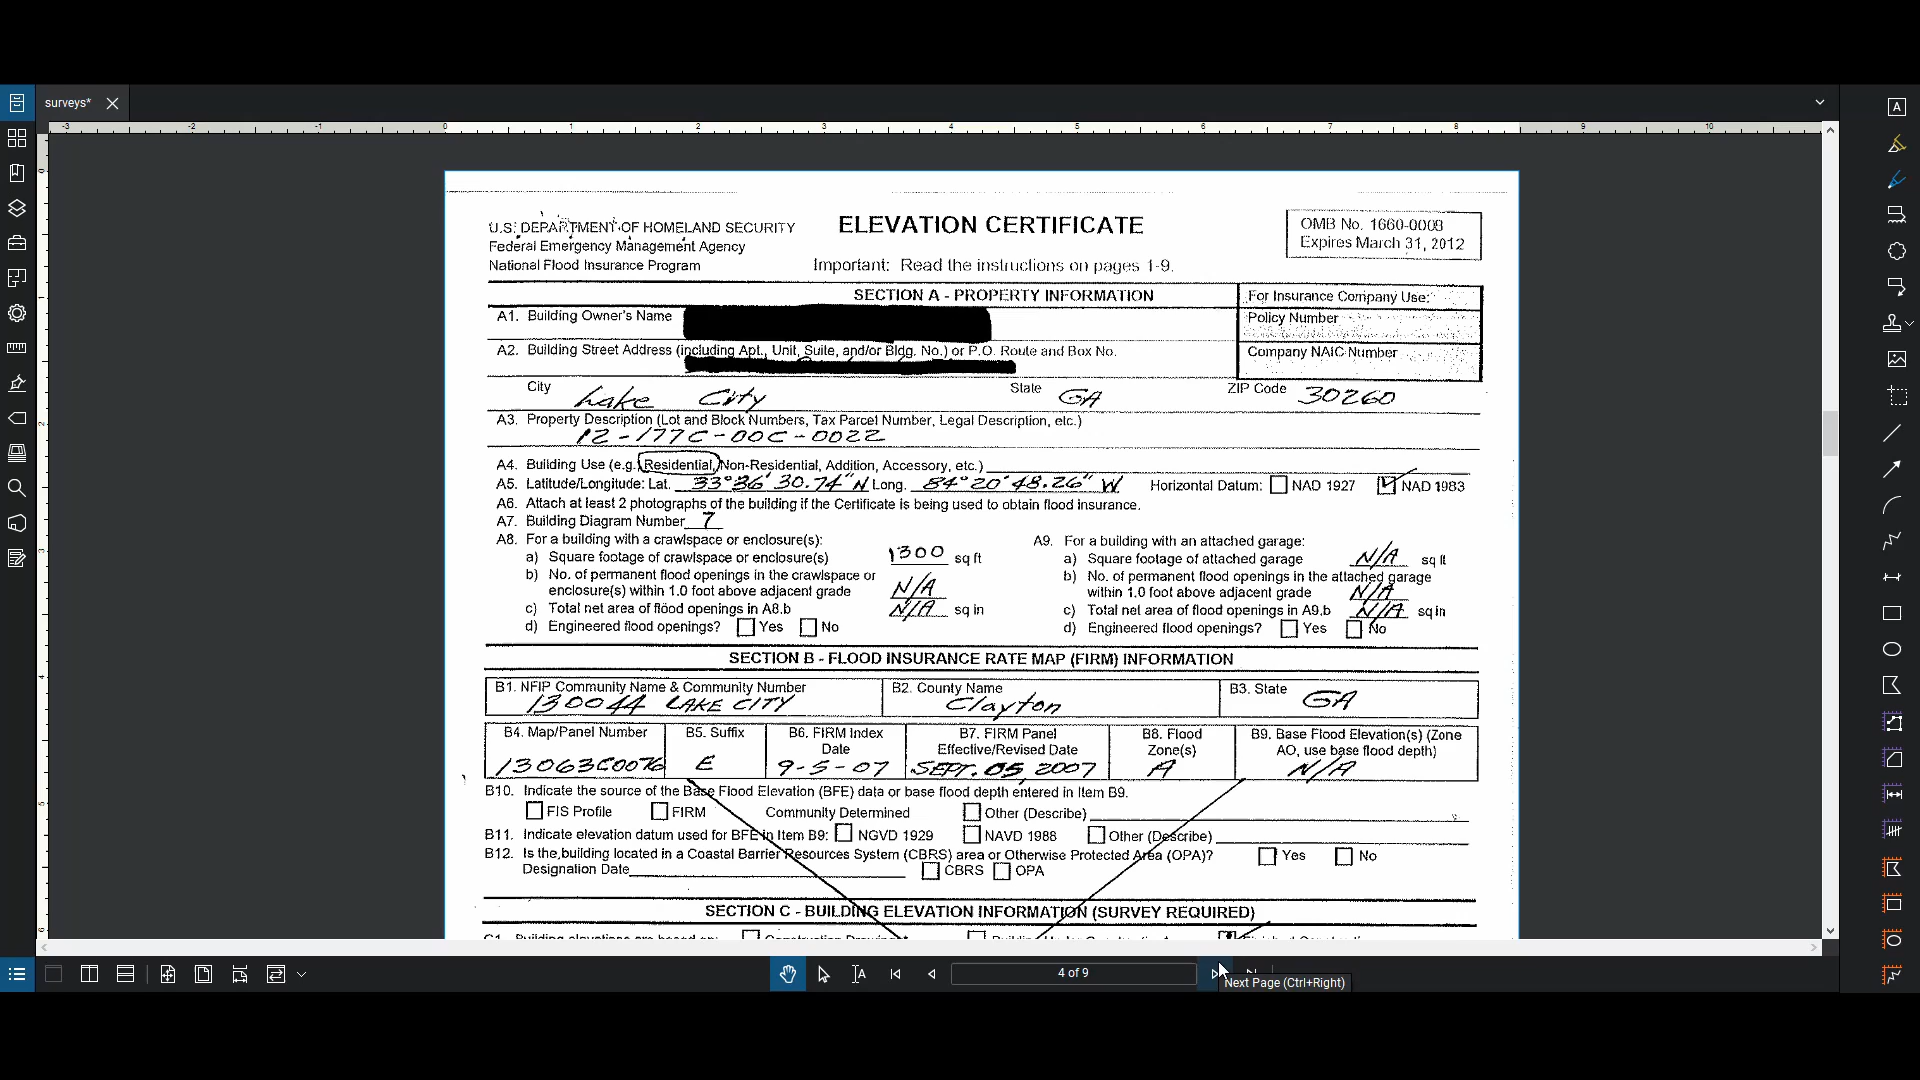 surveys*
U.S. DEPARTMENT OF HOMELAND SECURITY
Federal Emergency Management Agency
National Flood Insurance Program
ELEVATION CERTIFICATE
Important: Read the instructions on pages 1-9.
OMB No. 1660-0008
Expires March 31, 2012
SECTION A - PROPERTY INFORMATION
For Insurance Company Use:
A1. Building Owner's Name
Policy Number
A2. Building Street Address (including Apt., Unit, Suite, and/or Bldg. No.) or P.O. Route and Box No.
Company NAIC Number
City Lake City State GA ZIP Code 30260
A3. Property Description (Lot and Block Numbers, Tax Parcel Number, Legal Description, etc.)
12-177C-00C-0022
A4. Building Use (e.g. Residential, Non-Residential, Addition, Accessory, etc.)
A5. Latitude/Longitude: Lat. 33°36'30.74"N Long. 84°20'48.26" W Horizontal Datum: NAD 1927 NAD 1983
A6. Attach at least 2 photographs of the building if the Certificate is being used to obtain flood insurance.
A7. Building Diagram Number 7
A8. For a building with a crawlspace or enclosure(s):
a) Square footage of crawlspace or enclosure(s) 1300 sq ft
b) No. of permanent flood openings in the crawlspace or
enclosure(s) within 1.0 foot above adjacent grade N/A
c) Total net area of flood openings in A8.b N/A sq in
d) Engineered flood openings? Yes No
A9. For a building with an attached garage:
a) Square footage of attached garage N/A sq ft
b) No. of permanent flood openings in the attached garage
within 1.0 foot above adjacent grade N/A
c) Total net area of flood openings in A9.b N/A sq in
d) Engineered flood openings? Yes No
SECTION B - FLOOD INSURANCE RATE MAP (FIRM) INFORMATION
B1. NFIP Community Name & Community Number
130044 LAKE CITY
B2. County Name
Clayton
B3. State
GA
B4. Map/Panel Number
13063C0076
B5. Suffix
E
B6. FIRM Index
Date
9-5-07
B7. FIRM Panel
Effective/Revised Date
SEPT. 05, 2007
B8. Flood
Zone(s)
A
B9. Base Flood Elevation(s) (Zone
AO, use base flood depth)
N/A
B10. Indicate the source of the Base Flood Elevation (BFE) data or base flood depth entered in Item B9.
FIS Profile FIRM Community Determined Other (Describe)
B11. Indicate elevation datum used for BFE in Item B9: NGVD 1929 NAVD 1988 Other (Describe)
B12. Is the building located in a Coastal Barrier Resources System (CBRS) area or Otherwise Protected Area (OPA)? Yes No
Designation Date CBRS OPA
SECTION C - BUILDING ELEVATION INFORMATION (SURVEY REQUIRED)
4 of 9
Next Page (Ctrl+Right)